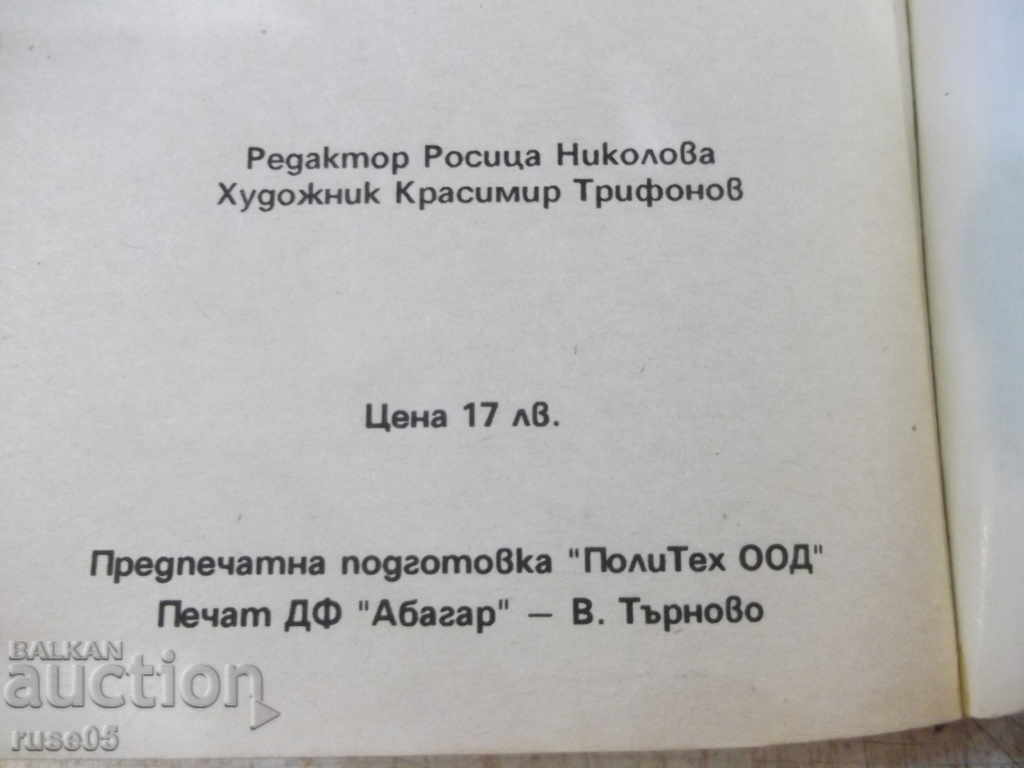 Редактор Росица Николова
Художник Красимир Трифонов
Цена 17 лв.
Предпечатна подготовка "ПолиТех ООД"
Печат ДФ "Абагар" – В. Търново
BALKAN
auction
ruse05